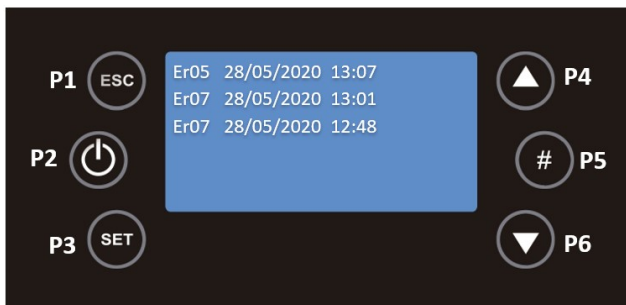 P1 ESC
P2
P3 SET
Er05 28/05/2020 13:07
Er07 28/05/2020 13:01
Er07 28/05/2020 12:48
P4
# P5
P6